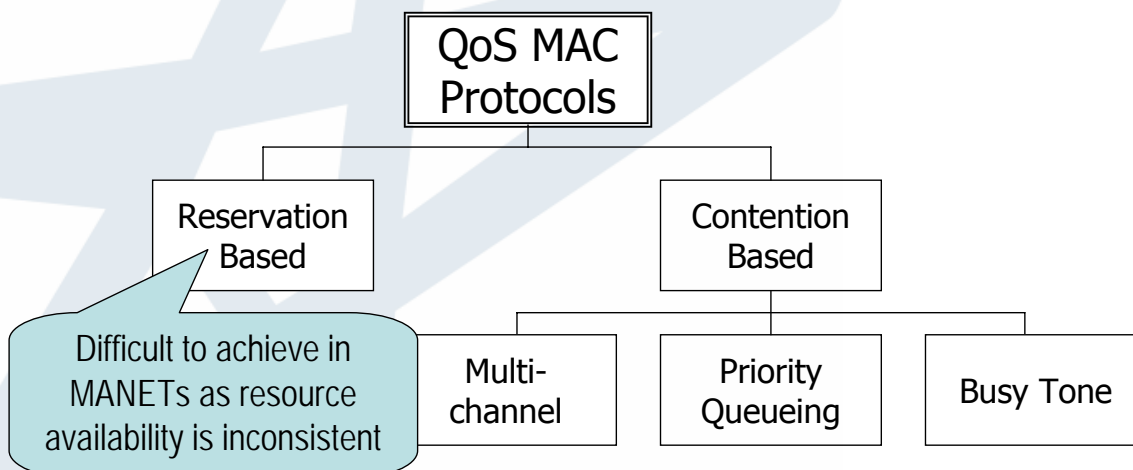 QoS MAC
Protocols
Reservation
Based
Contention
Based
Difficult to achieve in
MANETs as resource
availability is inconsistent
Multi-
channel
Priority
Queueing
Busy Tone